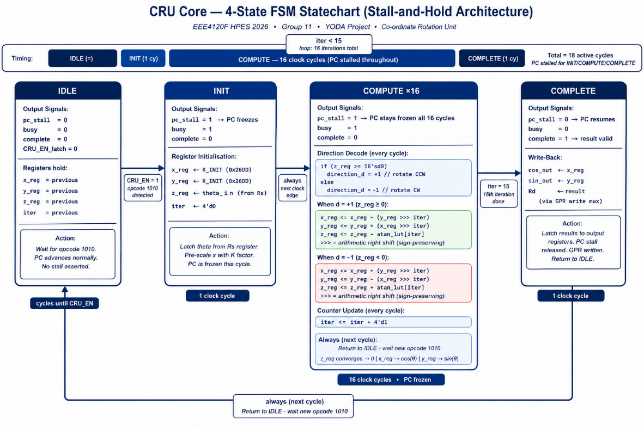 CRU Core — 4-State FSM Statechart (Stall-and-Hold Architecture)
EEE4120F HPES 2026 • Group 11 • YODA Project • Co-ordinate Rotation Unit
iter < 15
loop: 16 iterations total
Timing:
IDLE (∞)
INIT (1 cy)
COMPUTE — 16 clock cycles (PC stalled throughout)
COMPLETE (1 cy)
Total = 18 active cycles
PC stalled for INIT/COMPUTE/COMPLETE
IDLE
Output Signals:
pc_stall = 0
busy = 0
complete = 0
CRU_EN_latch = 0
Registers hold:
x_reg = previous
y_reg = previous
z_reg = previous
iter = previous
Action:
Wait for opcode 1010.
PC advances normally.
No stall asserted.
cycles until CRU_EN
CRU_EN = 1
opcode 1010
detected
INIT
Output Signals:
pc_stall = 1 → PC freezes
busy = 1
complete = 0
Register Initialisation:
x_reg ← K_INIT (0x26DD)
y_reg ← K_INIT (0x26DD)
z_reg ← theta_in (from Rs)
iter ← 4'd0
Action:
Latch theta from Rs register.
Pre-scale x with K factor.
PC is frozen this cycle.
1 clock cycle
always
next clock
edge
COMPUTE ×16
Output Signals:
pc_stall = 1 → PC stays frozen all 16 cycles
busy = 1
complete = 0
Direction Decode (every cycle):
if (z_reg >= 16'sd0)
direction_d = +1 // rotate CCW
else
direction_d = -1 // rotate CW
When d = +1 (z_reg ≥ 0):
x_reg <= x_reg - (y_reg >>> iter)
y_reg <= y_reg + (x_reg >>> iter)
z_reg <= z_reg - atan_lut[iter]
>>> = arithmetic right shift (sign-preserving)
When d = −1 (z_reg < 0):
x_reg <= x_reg + (y_reg >>> iter)
y_reg <= y_reg - (x_reg >>> iter)
z_reg <= z_reg + atan_lut[iter]
>>> = arithmetic right shift (sign-preserving)
Counter Update (every cycle):
iter <= iter + 4'd1
Always (next cycle):
Return to IDLE - wait new opcode 1010
z_reg converges → 0 | x_reg → cos(θ) | y_reg → sin(θ)
16 clock cycles • PC frozen
iter = 15
16th iteration
done
COMPLETE
Output Signals:
pc_stall = 0 → PC resumes
busy = 0
complete = 1 → result valid
Write-Back:
cos_out ← x_reg
sin_out ← y_reg
Rd ← result
(via GPR write mux)
Action:
Latch results to output
registers. PC stall
released. GPR written.
Return to IDLE.
1 clock cycle
always (next cycle)
Return to IDLE - wait new opcode 1010